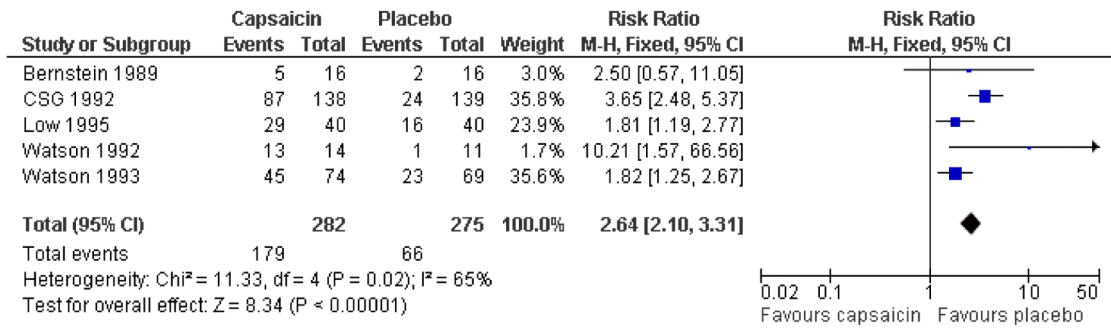 Capsaicin Placebo Risk Ratio Risk Ratio
Study or Subgroup Events Total Events Total Weight M-H, Fixed, 95% CI M-H, Fixed, 95% CI
Bernstein 1989 5 16 2 16 3.0% 2.50 [0.57, 11.05]
CSG 1992 87 138 24 139 35.8% 3.65 [2.48, 5.37]
Low 1995 29 40 16 40 23.9% 1.81 [1.19, 2.77]
Watson 1992 13 14 1 11 1.7% 10.21 [1.57, 66.56]
Watson 1993 45 74 23 69 35.6% 1.82 [1.25, 2.67]
Total (95% CI) 282 275 100.0% 2.64 [2.10, 3.31]
Total events 179 66
Heterogeneity: Chi² = 11.33, df = 4 (P = 0.02); I² = 65%
Test for overall effect: Z = 8.34 (P < 0.00001)
0.02 0.1 1 10 50
Favours capsaicin Favours placebo